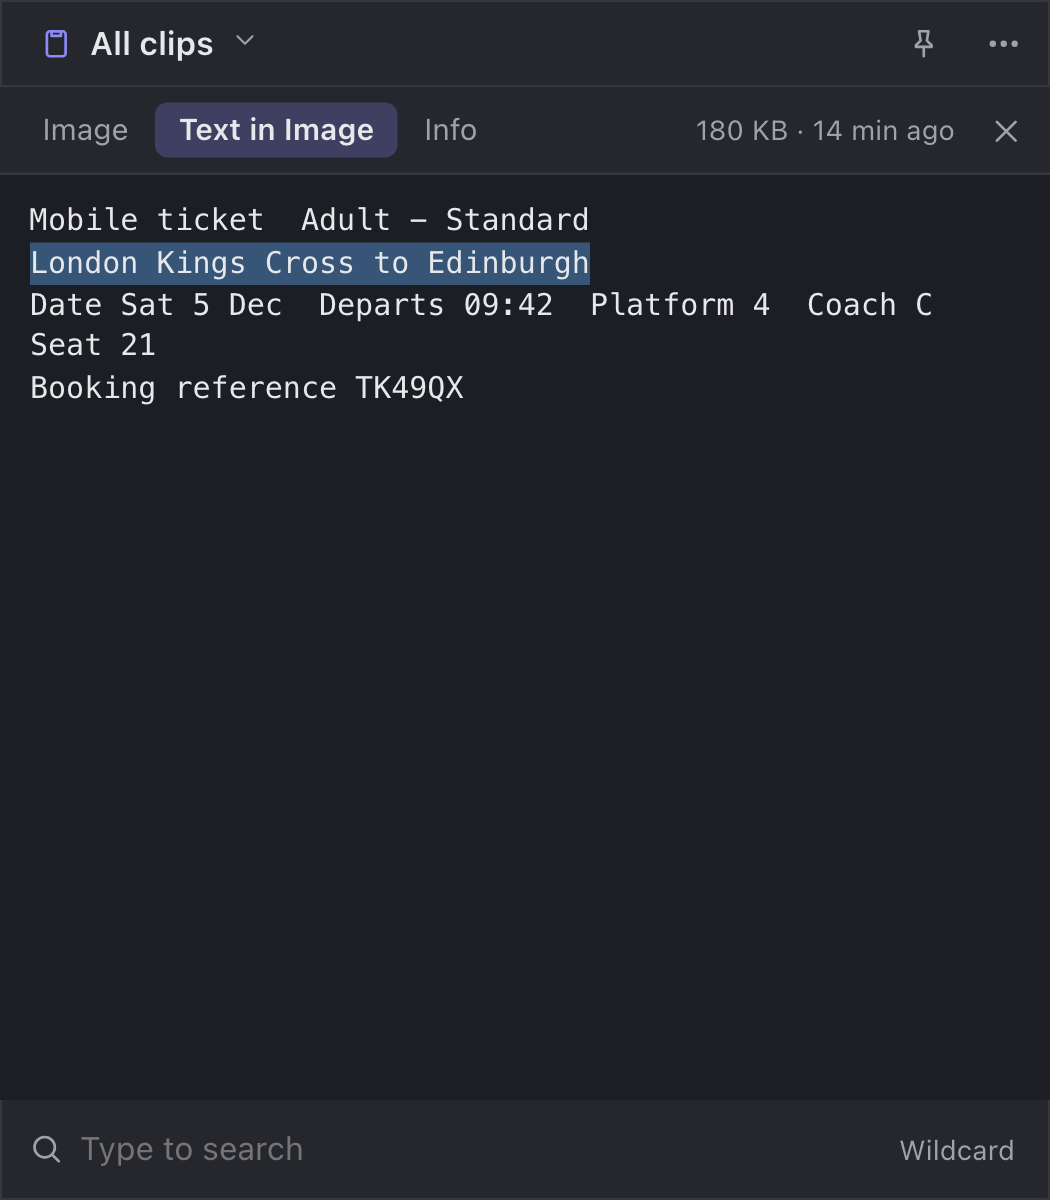 All clips
Image Text in Image Info 180 KB · 14 min ago
Mobile ticket  Adult – Standard
London Kings Cross to Edinburgh
Date Sat 5 Dec  Departs 09:42  Platform 4  Coach C
Seat 21
Booking reference TK49QX
Type to search Wildcard